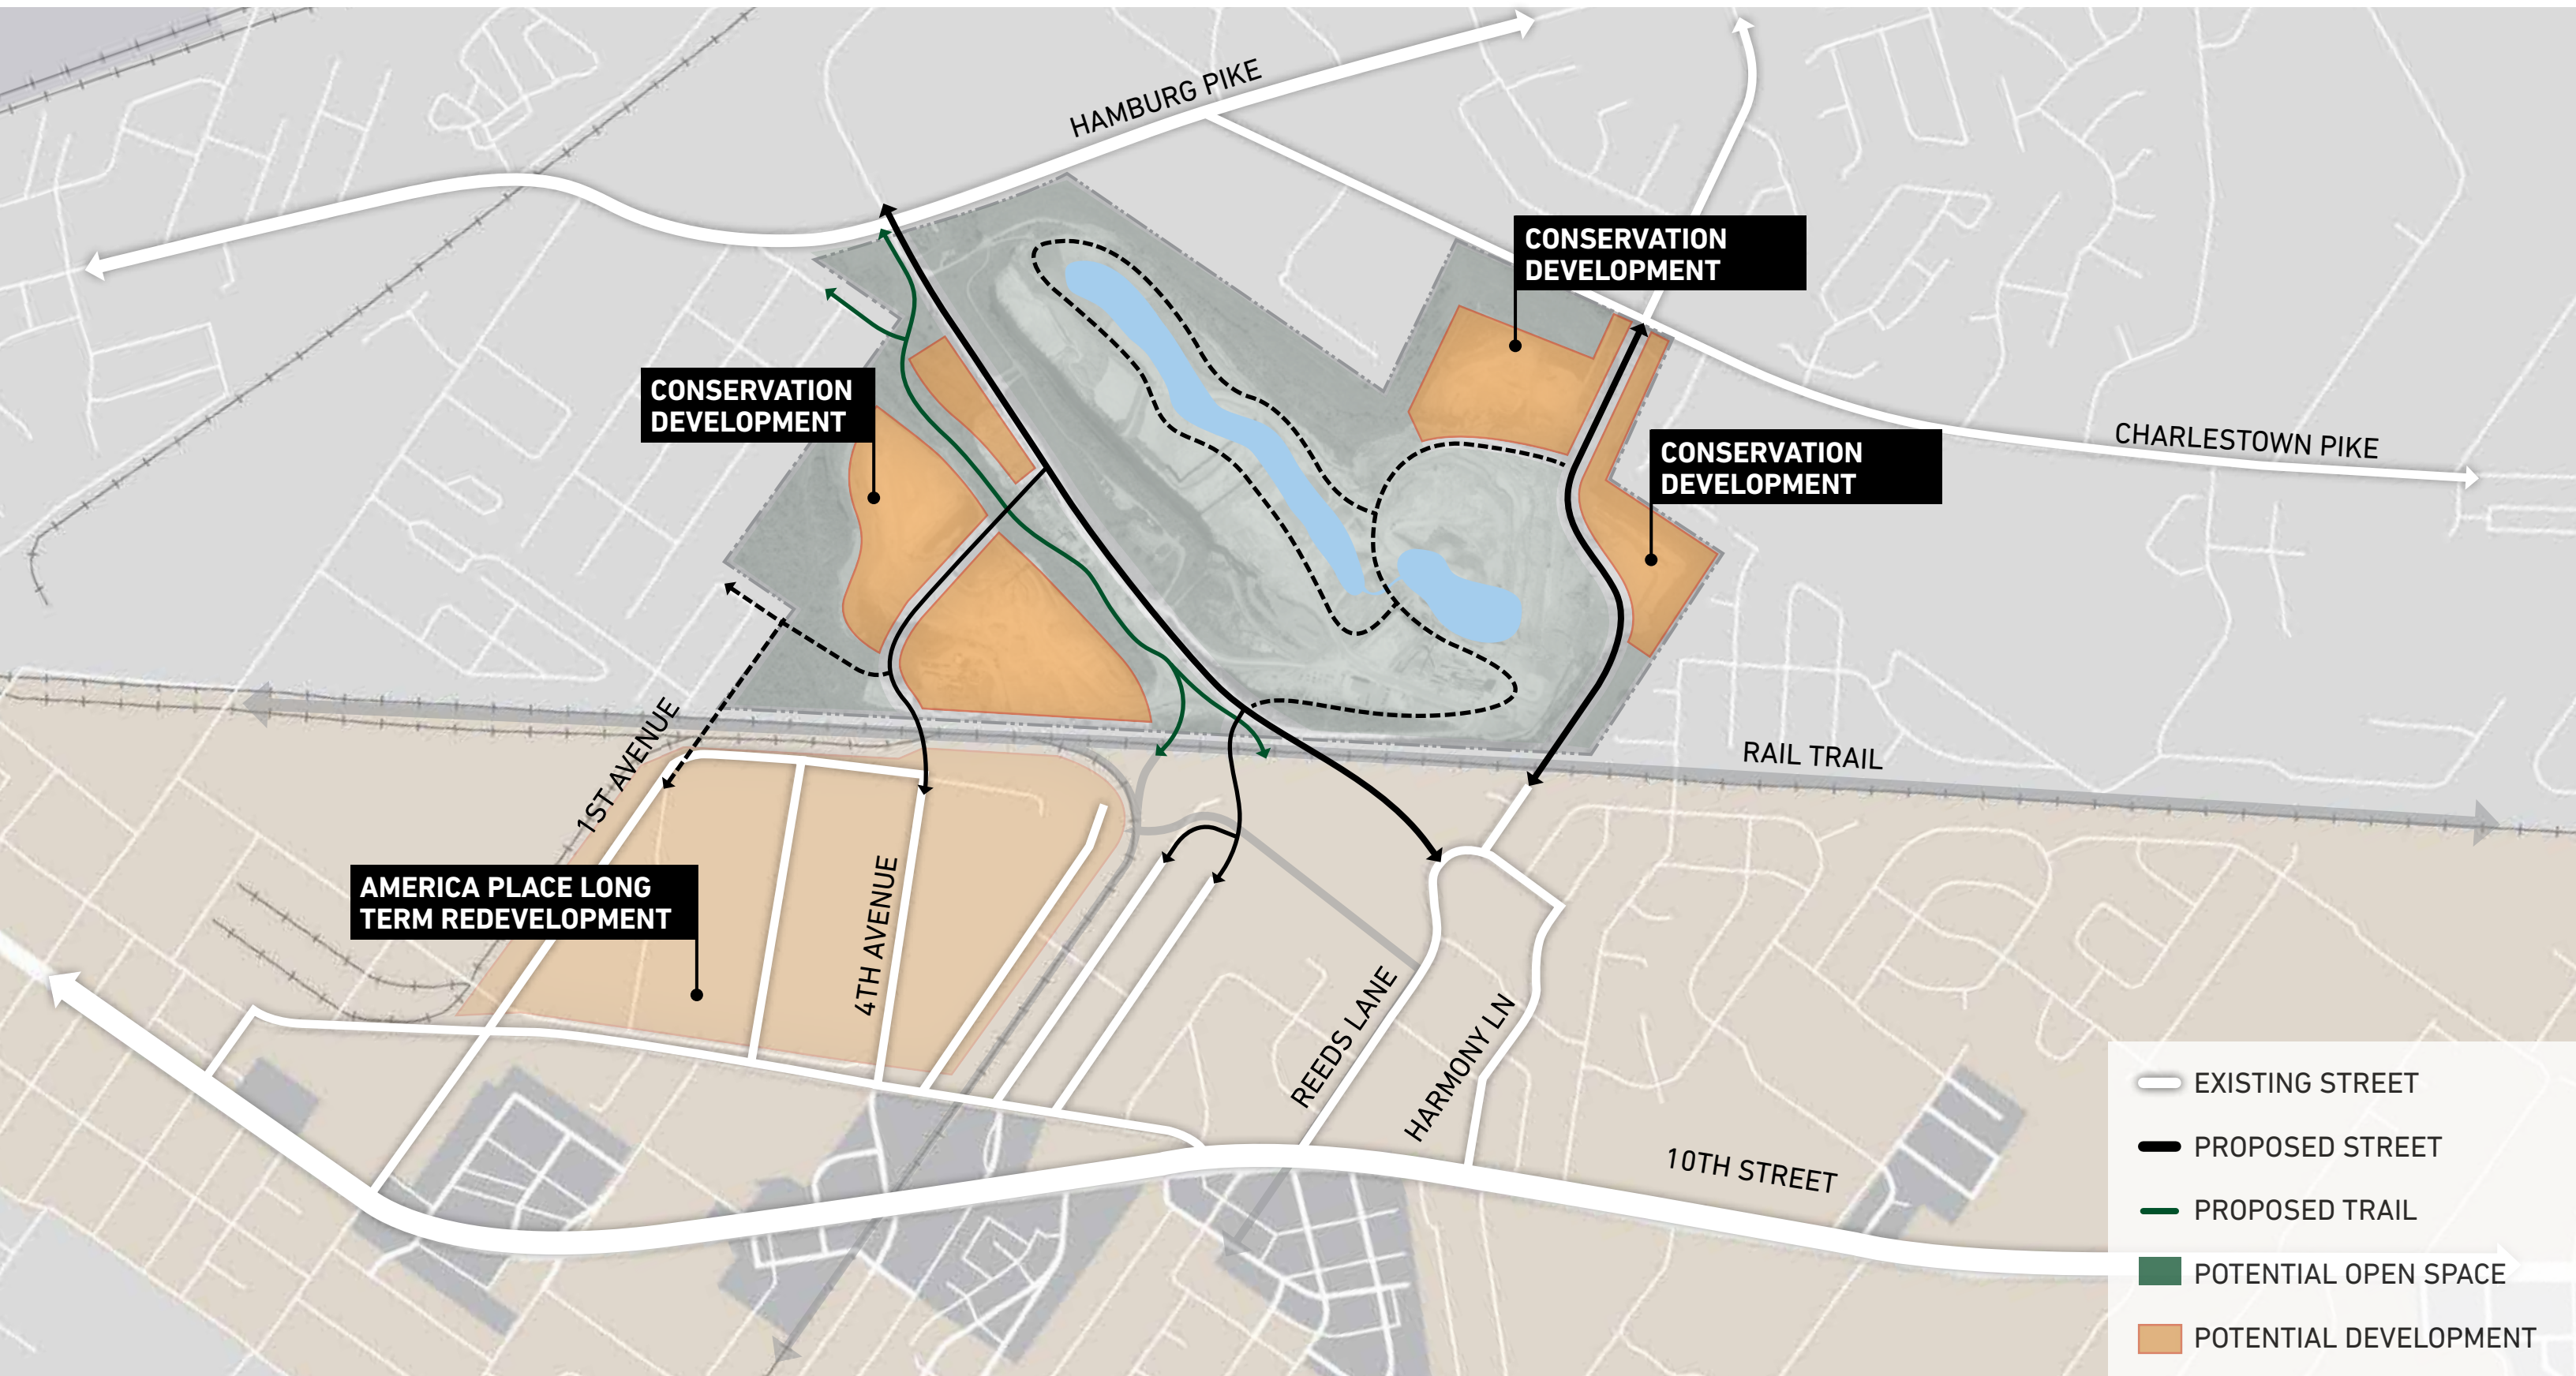 HAMBURG PIKE
CONSERVATION
DEVELOPMENT
CONSERVATION
DEVELOPMENT
CHARLESTOWN PIKE
CONSERVATION
DEVELOPMENT
1ST AVENUE
RAIL TRAIL
AMERICA PLACE LONG
TERM REDEVELOPMENT
4TH AVENUE
REEDS LANE
HARMONY LN
10TH STREET
EXISTING STREET
PROPOSED STREET
PROPOSED TRAIL
POTENTIAL OPEN SPACE
POTENTIAL DEVELOPMENT